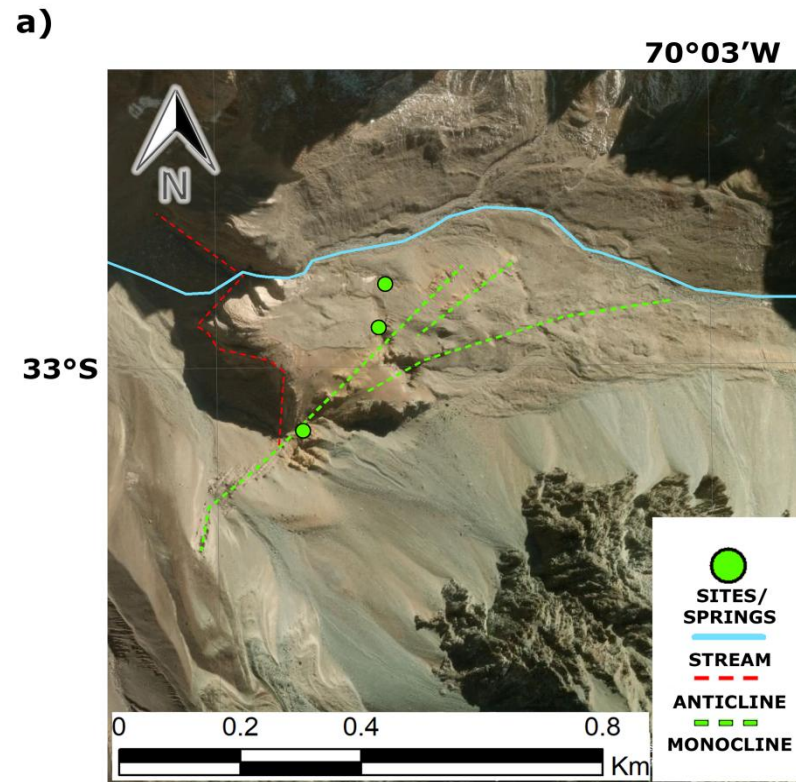 a)
70°03'W
N
33°S
SITES/
SPRINGS
STREAM
ANTICLINE
MONOCLINE
0 0.2 0.4 0.8
Km